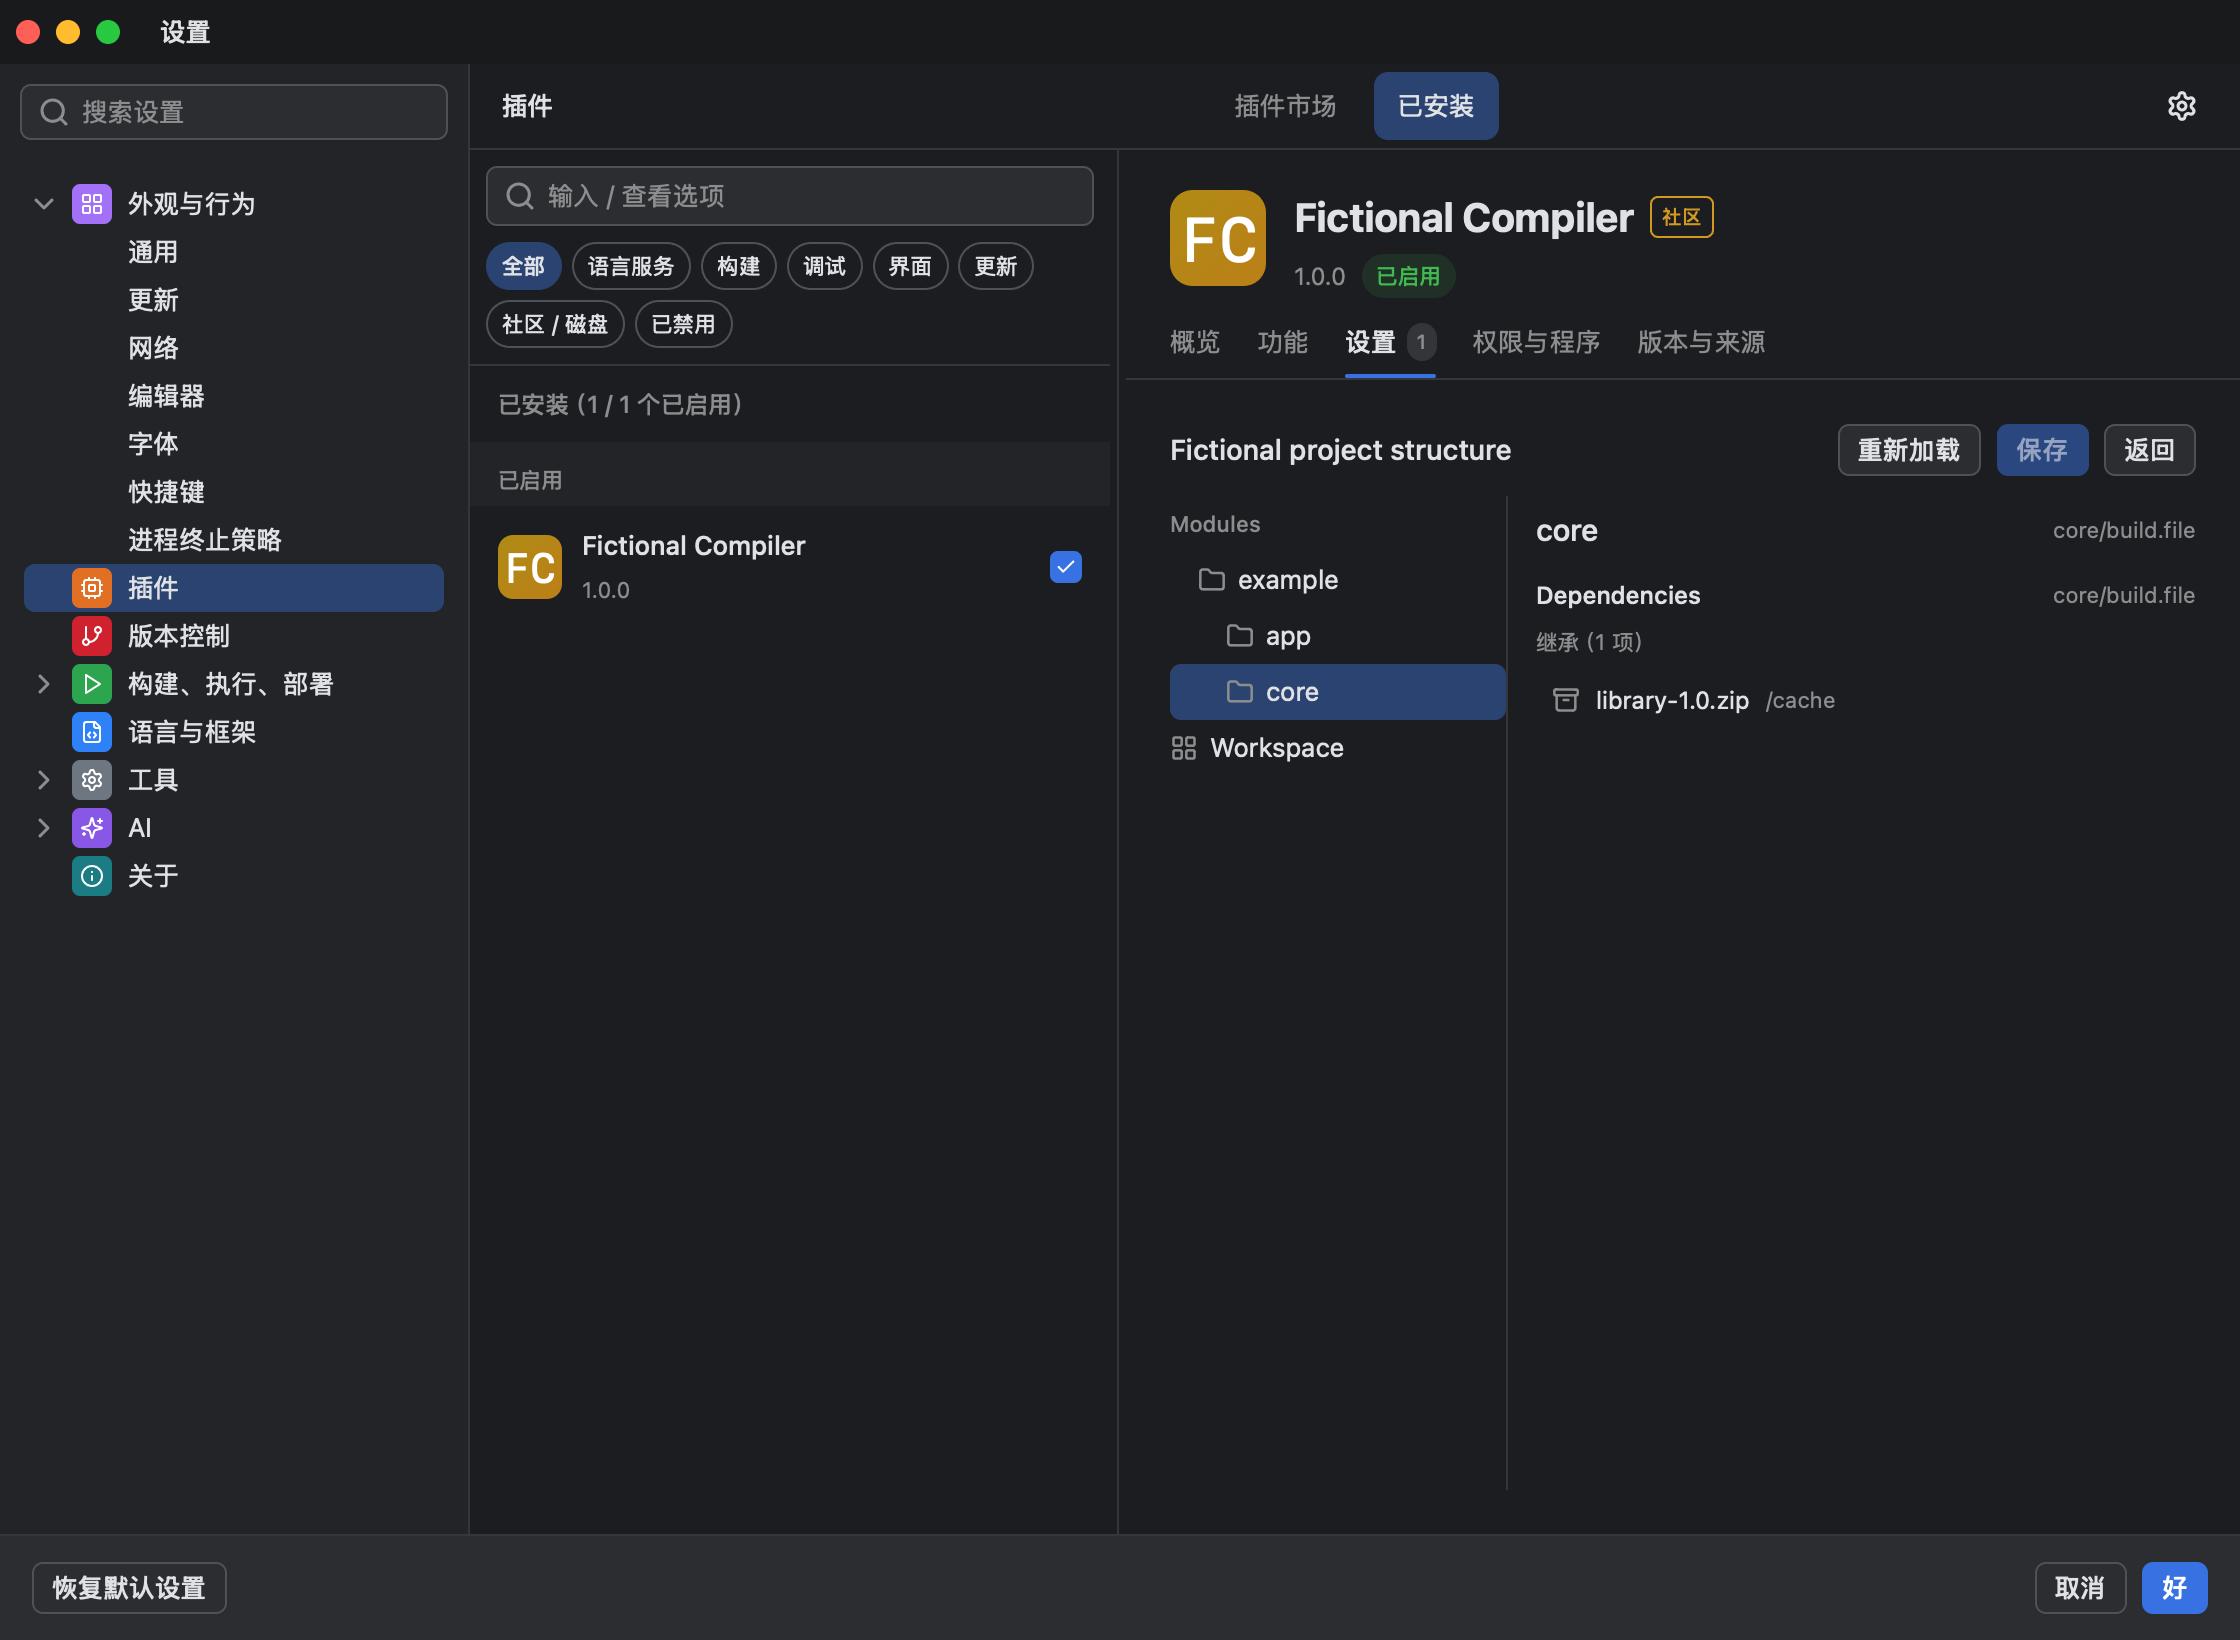 设置
搜索设置
外观与行为
通用
更新
网络
编辑器
字体
快捷键
进程终止策略
插件
版本控制
构建、执行、部署
语言与框架
工具
AI
关于
插件
插件市场
已安装
输入 / 查看选项
全部 语言服务 构建 调试 界面 更新
社区 / 磁盘 已禁用
已安装 (1 / 1 个已启用)
已启用
FC
Fictional Compiler
1.0.0
FC
Fictional Compiler 社区
1.0.0 已启用
概览 功能 设置 1 权限与程序 版本与来源
Fictional project structure
重新加载 保存 返回
Modules
example
app
core
Workspace
core core/build.file
Dependencies core/build.file
继承 (1 项)
library-1.0.zip /cache
恢复默认设置
取消 好